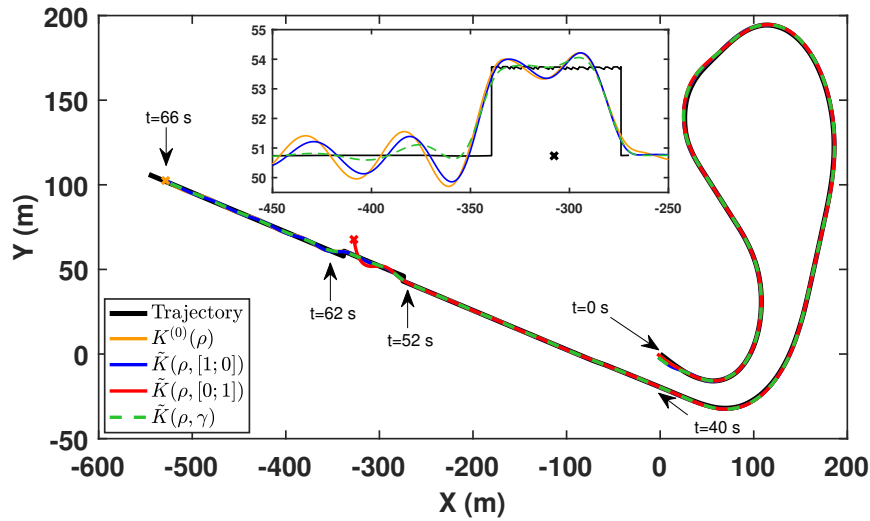 200
150
100
50
0
-50
Y (m)
-600
-500
-400
-300
-200
-100
0
100
200
X (m)
55
54
53
52
51
50
-450
-400
-350
-300
-250
t=66 s
t=62 s
t=52 s
t=0 s
t=40 s
Trajectory
K^(0)(ρ)
K̃(ρ, [1; 0])
K̃(ρ, [0; 1])
K̃(ρ, γ)